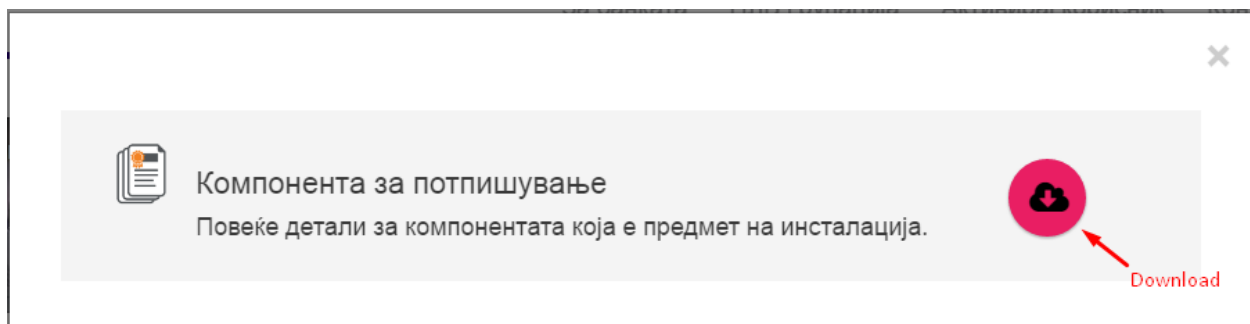 Компонента за потпишување
Повеќе детали за компонентата која е предмет на инсталација.
Download